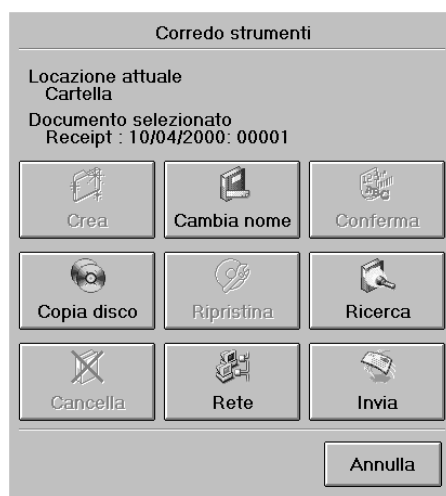 Corredo strumenti
Locazione attuale
Cartella
Documento selezionato
Receipt : 10/04/2000: 00001
Crea
Cambia nome
Conferma
Copia disco
Ripristina
Ricerca
Cancella
Rete
Invia
Annulla